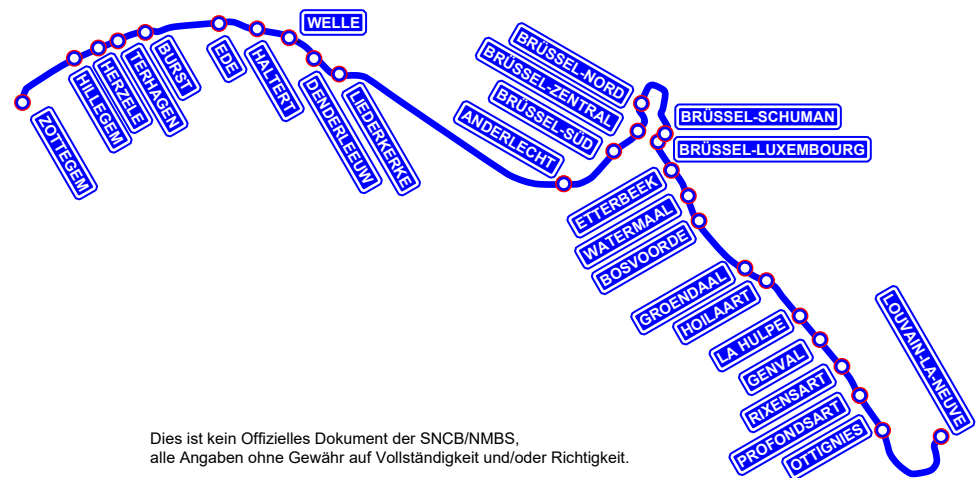 ZOTTEGEM
HILLEGEM
HERZELE
TERHAGEN
BURST
EDE
HALTERT
WELLE
DENDERLEEUW
LIEDERKERKE
ANDERLECHT
BRÜSSEL-SÜD
BRÜSSEL-ZENTRAL
BRÜSSEL-NORD
BRÜSSEL-SCHUMAN
BRÜSSEL-LUXEMBOURG
ETTERBEEK
WATERMAAL
BOSVOORDE
GROENDAAL
HOILAART
LA HULPE
GENVAL
RIXENSART
PROFONDSART
OTTIGNIES
LOUVAIN-LA-NEUVE
Dies ist kein Offizielles Dokument der SNCB/NMBS,
alle Angaben ohne Gewähr auf Vollständigkeit und/oder Richtigkeit.